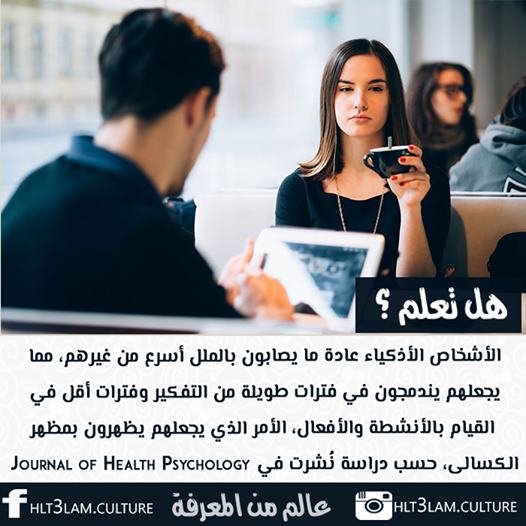 هل تعلم ؟
الأشخاص الأذكياء عادة ما يصابون بالملل أسرع من غيرهم، مما
يجعلهم يندمجون في فترات طويلة من التفكير وفترات أقل في
القيام بالأنشطة والأفعال، الأمر الذي يجعلهم يظهرون بمظهر
الكسالى، حسب دراسة نُشرت في Journal of Health Psychology
f HLT3LAM.CULTURE عالم من المعرفة HLT3LAM.CULTURE